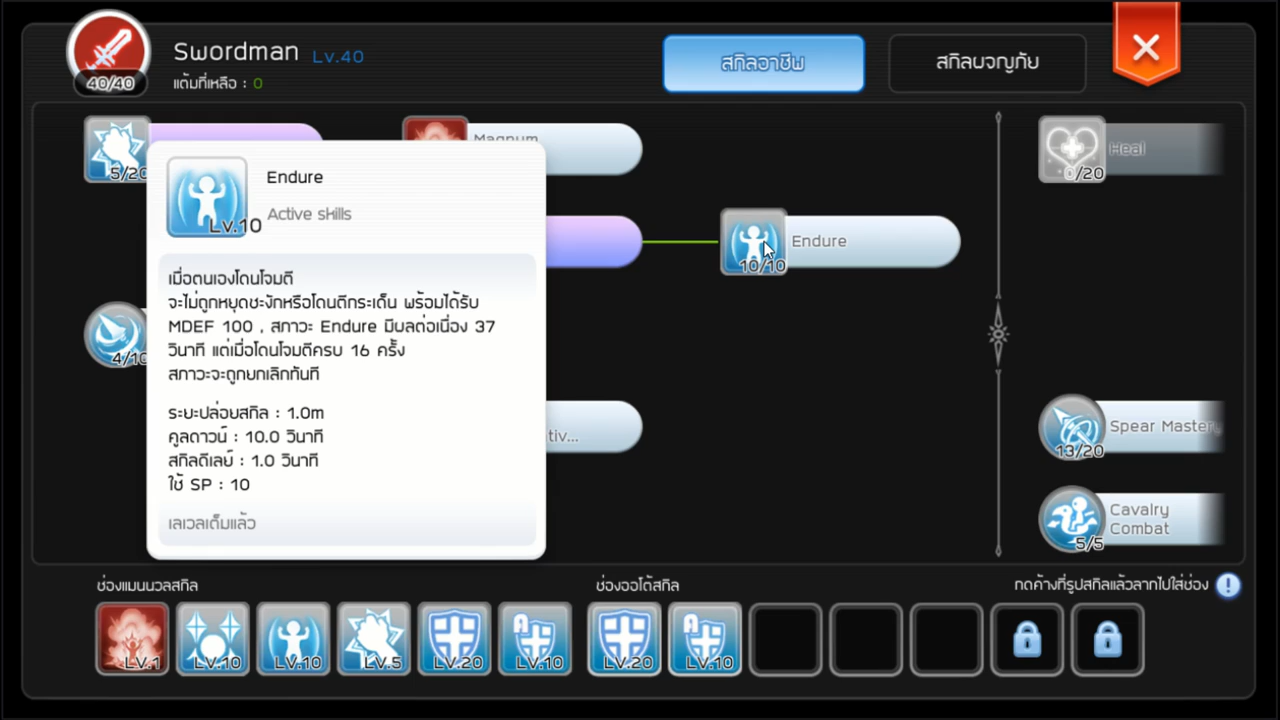 Swordman Lv.40
40/40
แต้มที่เหลือ : 0
สกิลอาชีพ
สกิลผจญภัย
5/20
Magnum
Heal
0/20
Endure
Active skills
Lv.10
Endure
10/10
เมื่อตนเองโดนโจมตี
จะไม่ถูกหยุดชะงักหรือโดนตีกระเด็น พร้อมได้รับ
MDEF 100 , สภาวะ Endure มีผลต่อเนื่อง 37
วินาที แต่เมื่อโดนโจมตีครบ 16 ครั้ง
สภาวะจะถูกยกเลิกทันที
4/10
ระยะปล่อยสกิล : 1.0m
คูลดาวน์ : 10.0 วินาที
สกิลดีเลย์ : 1.0 วินาที
ใช้ SP : 10
เลเวลเต็มแล้ว
tiv...
Spear Mastery
13/20
Cavalry
Combat
5/5
ช่องแมนนวลสกิล
ช่องออโต้สกิล
กดค้างที่รูปสกิลแล้วลากไปใส่ช่อง
LV.1
LV.10
LV.10
LV.5
LV.20
LV.10
LV.20
LV.10